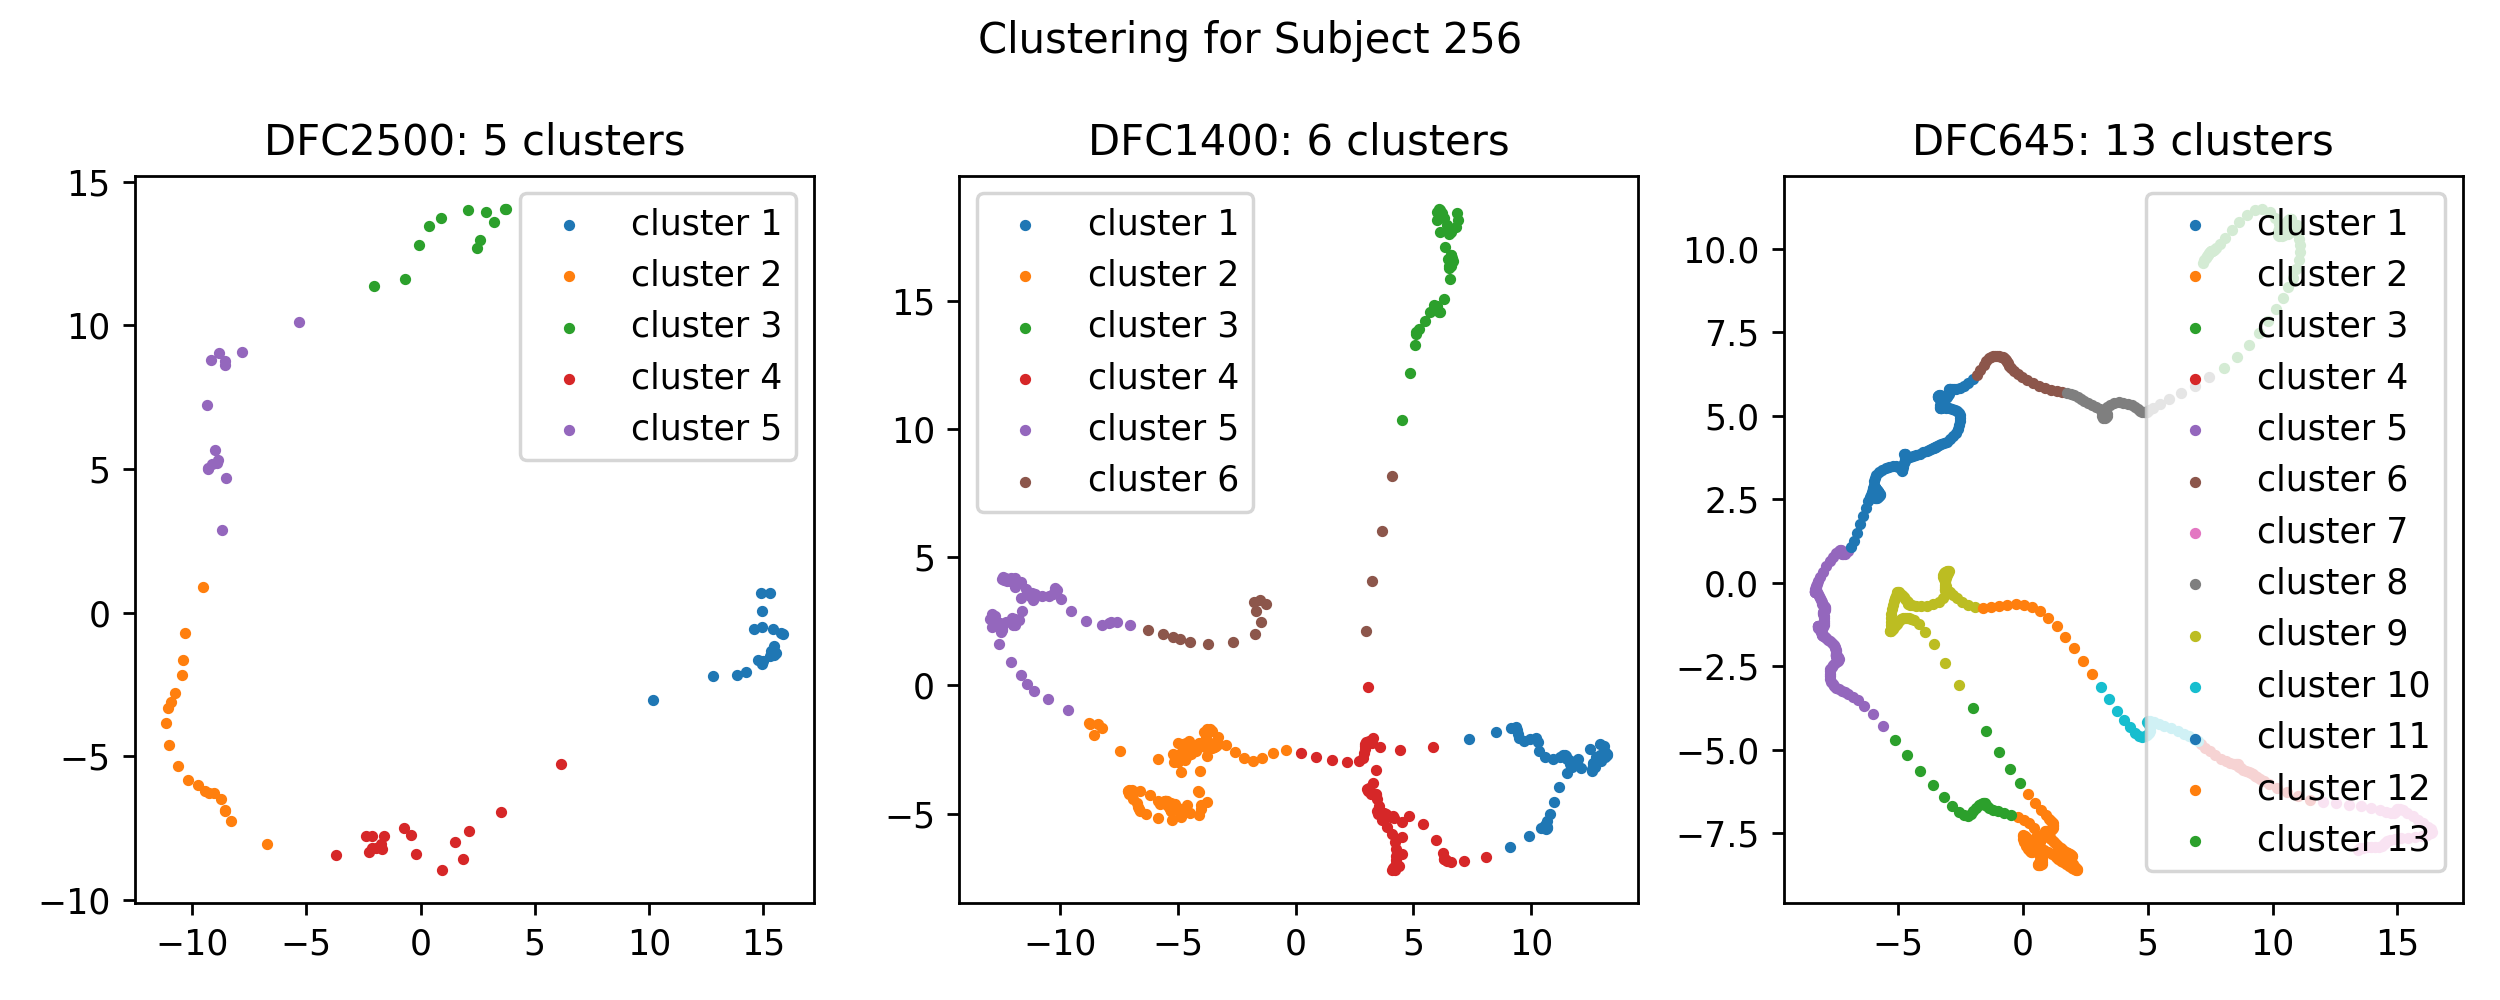 Clustering for Subject 256
DFC2500: 5 clusters
15
10
5
0
−5
−10
−10
−5
0
5
10
15
cluster 1
cluster 2
cluster 3
cluster 4
cluster 5
DFC1400: 6 clusters
15
10
5
0
−5
−10
−5
0
5
10
cluster 1
cluster 2
cluster 3
cluster 4
cluster 5
cluster 6
DFC645: 13 clusters
10.0
7.5
5.0
2.5
0.0
−2.5
−5.0
−7.5
−5
0
5
10
15
cluster 1
cluster 2
cluster 3
cluster 4
cluster 5
cluster 6
cluster 7
cluster 8
cluster 9
cluster 10
cluster 11
cluster 12
cluster 13